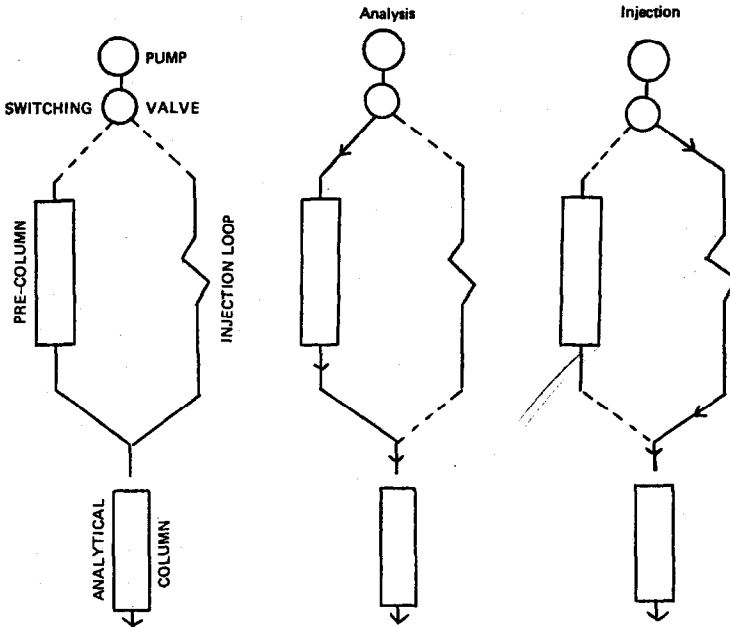 Analysis
Injection
PUMP
SWITCHING VALVE
PRE-COLUMN
INJECTION LOOP
ANALYTICAL
COLUMN